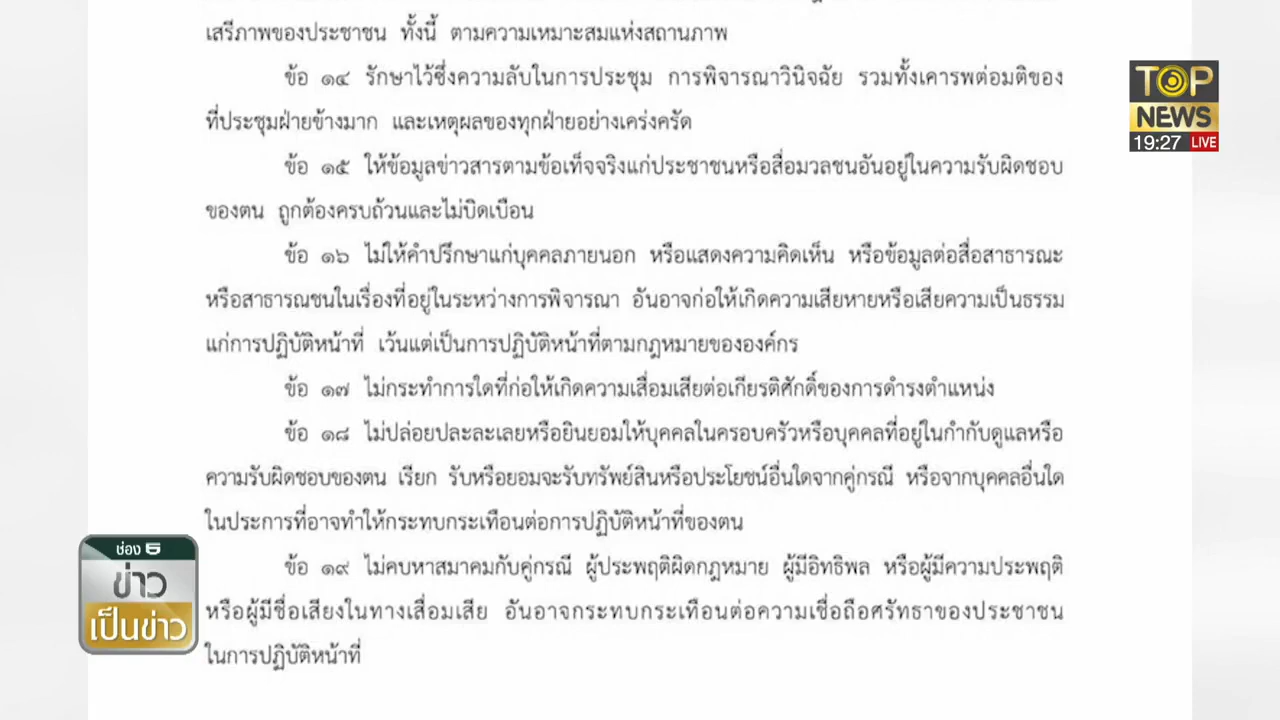 เสรีภาพของประชาชน ทั้งนี้ ตามความเหมาะสมแห่งสถานภาพ
ข้อ ๑๔ รักษาไว้ซึ่งความลับในการประชุม การพิจารณาวินิจฉัย รวมทั้งเคารพต่อมติของ
ที่ประชุมฝ่ายข้างมาก และเหตุผลของทุกฝ่ายอย่างเคร่งครัด
ข้อ ๑๕ ให้ข้อมูลข่าวสารตามข้อเท็จจริงแก่ประชาชนหรือสื่อมวลชนอันอยู่ในความรับผิดชอบ
ของตน ถูกต้องครบถ้วนและไม่บิดเบือน
ข้อ ๑๖ ไม่ให้คำปรึกษาแก่บุคคลภายนอก หรือแสดงความคิดเห็น หรือข้อมูลต่อสื่อสาธารณะ
หรือสาธารณชนในเรื่องที่อยู่ในระหว่างการพิจารณา อันอาจก่อให้เกิดความเสียหายหรือเสียความเป็นธรรม
แก่การปฏิบัติหน้าที่ เว้นแต่เป็นการปฏิบัติหน้าที่ตามกฎหมายขององค์กร
ข้อ ๑๗ ไม่กระทำการใดที่ก่อให้เกิดความเสื่อมเสียต่อเกียรติศักดิ์ของการดำรงตำแหน่ง
ข้อ ๑๘ ไม่ปล่อยปละละเลยหรือยินยอมให้บุคคลในครอบครัวหรือบุคคลที่อยู่ในกำกับดูแลหรือ
ความรับผิดชอบของตน เรียก รับหรือยอมจะรับทรัพย์สินหรือประโยชน์อื่นใดจากคู่กรณี หรือจากบุคคลอื่นใด
ในประการที่อาจทำให้กระทบกระเทือนต่อการปฏิบัติหน้าที่ของตน
ข้อ ๑๙ ไม่คบหาสมาคมกับคู่กรณี ผู้ประพฤติผิดกฎหมาย ผู้มีอิทธิพล หรือผู้มีความประพฤติ
หรือผู้มีชื่อเสียงในทางเสื่อมเสีย อันอาจกระทบกระเทือนต่อความเชื่อถือศรัทธาของประชาชน
ในการปฏิบัติหน้าที่
TOP
NEWS
19:27 LIVE
ช่อง 5
ข่าว
เป็นข่าว